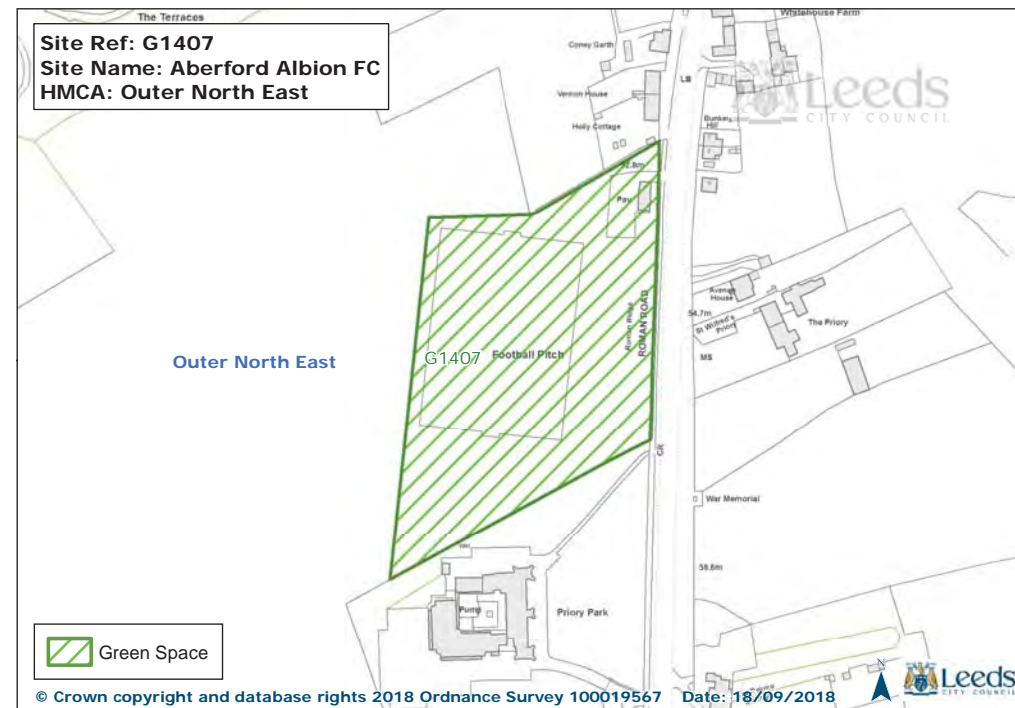 The Terraces
Whitehouse Farm
Site Ref: G1407
Site Name: Aberford Albion FC
HMCA: Outer North East
Coney Garth
LB
Leeds
CITY COUNCIL
Vernon House
Bunkers
Hill
Holly Cottage
Pav
Avenue
House
54.7m
St Wilfred's
Priory
The Priory
Roman Ridge
ROMAN ROAD
MS
Outer North East
G1407
Football Pitch
CR
War Memorial
Pump
Priory Park
Green Space
N
© Crown copyright and database rights 2018 Ordnance Survey 100019567 Date: 18/09/2018
Leeds
CITY COUNCIL